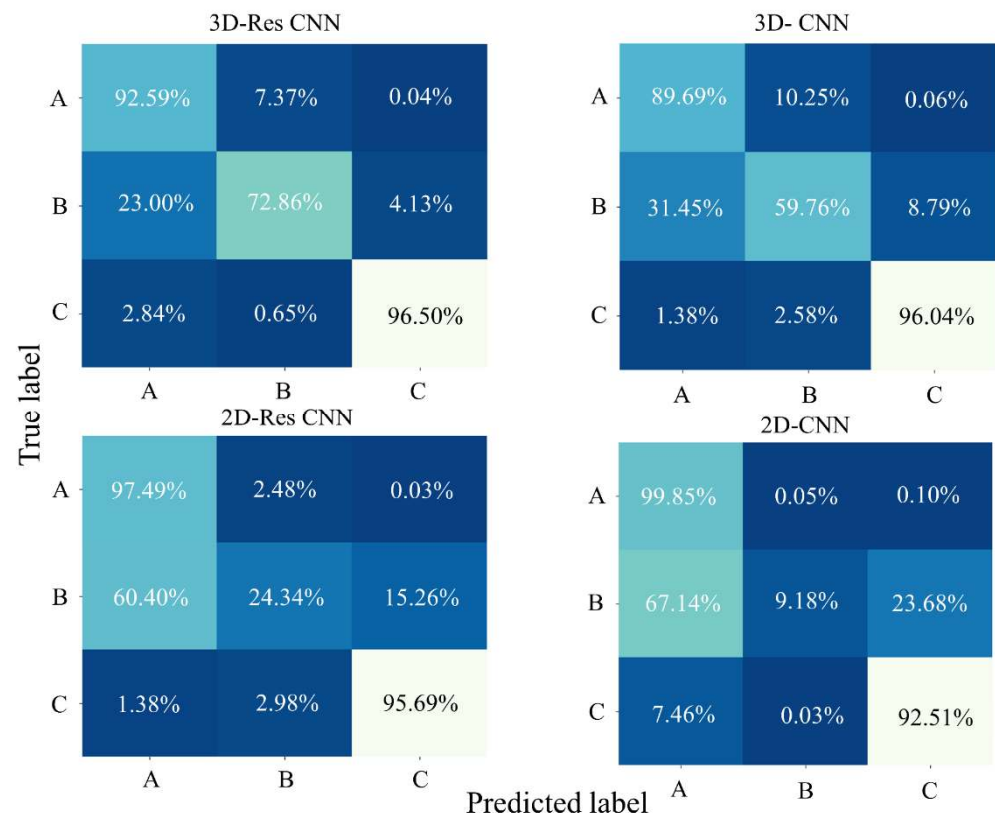 3D-Res CNN
A 92.59% 7.37% 0.04%
B 23.00% 72.86% 4.13%
C 2.84% 0.65% 96.50%
A B C
3D- CNN
A 89.69% 10.25% 0.06%
B 31.45% 59.76% 8.79%
C 1.38% 2.58% 96.04%
A B C
True label
2D-Res CNN
A 97.49% 2.48% 0.03%
B 60.40% 24.34% 15.26%
C 1.38% 2.98% 95.69%
A B C
2D-CNN
A 99.85% 0.05% 0.10%
B 67.14% 9.18% 23.68%
C 7.46% 0.03% 92.51%
A B C
Predicted label